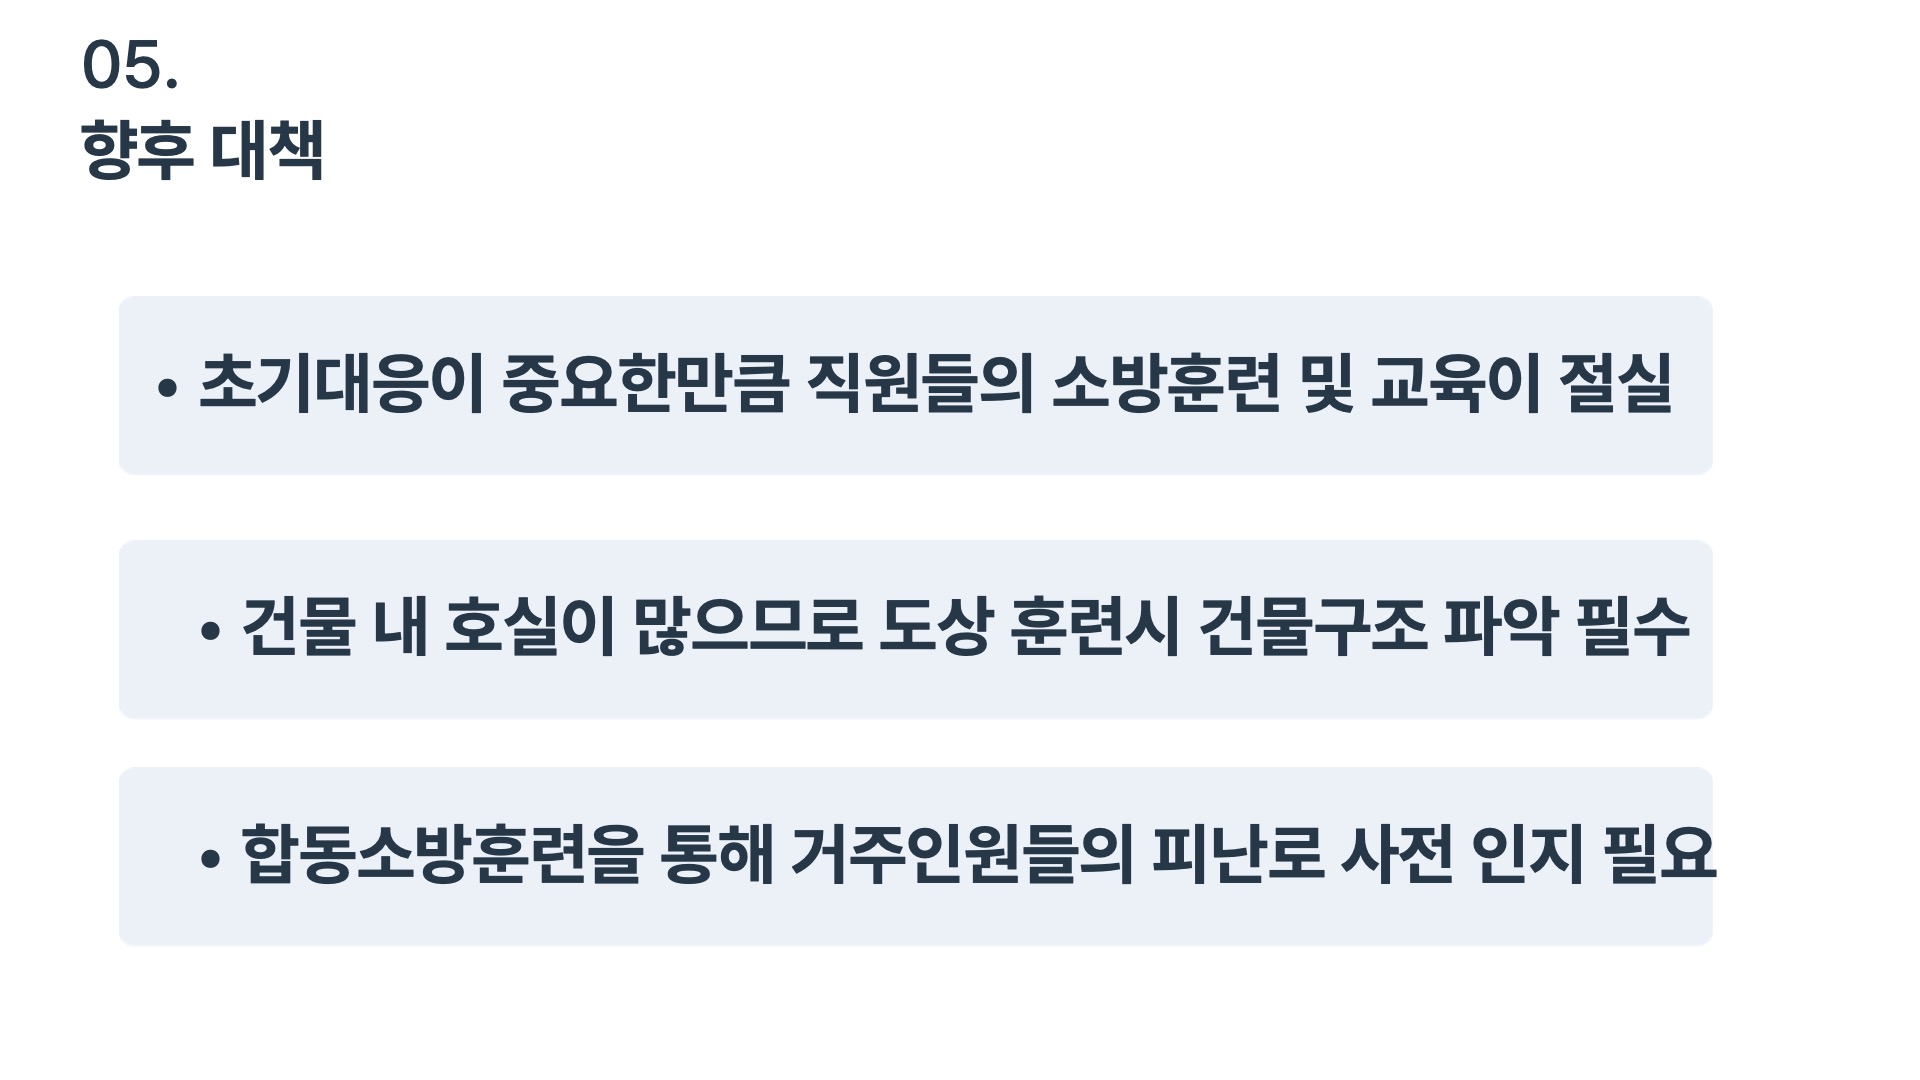 05.
향후 대책
• 초기대응이 중요한만큼 직원들의 소방훈련 및 교육이 절실
• 건물 내 호실이 많으므로 도상 훈련시 건물구조 파악 필수
• 합동소방훈련을 통해 거주인원들의 피난로 사전 인지 필요